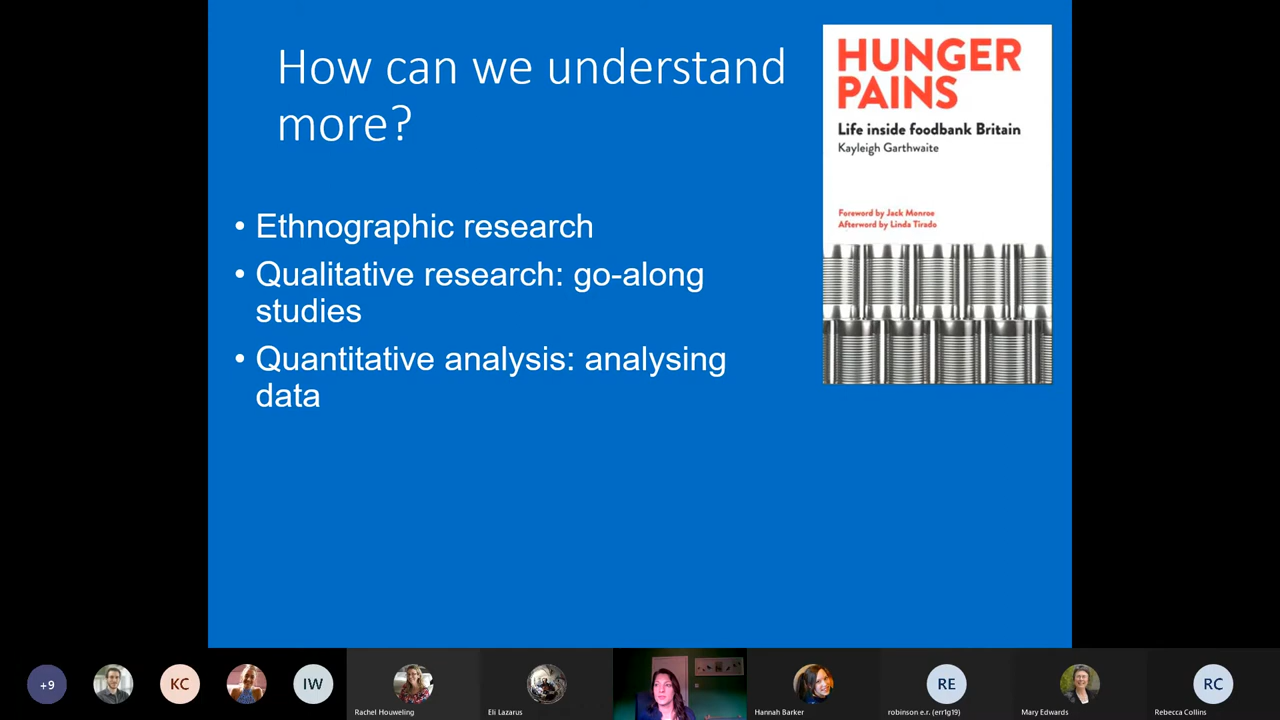 How can we understand
more?
• Ethnographic research
• Qualitative research: go-along
studies
• Quantitative analysis: analysing
data
HUNGER
PAINS
Life inside foodbank Britain
Kayleigh Garthwaite
Foreword by Jack Monroe
Afterword by Linda Tirado
+9
KC
IW
Rachel Houweling
Eli Lazarus
Hannah Barker
RE
robinson e.r. (err1g19)
Mary Edwards
RC
Rebecca Collins